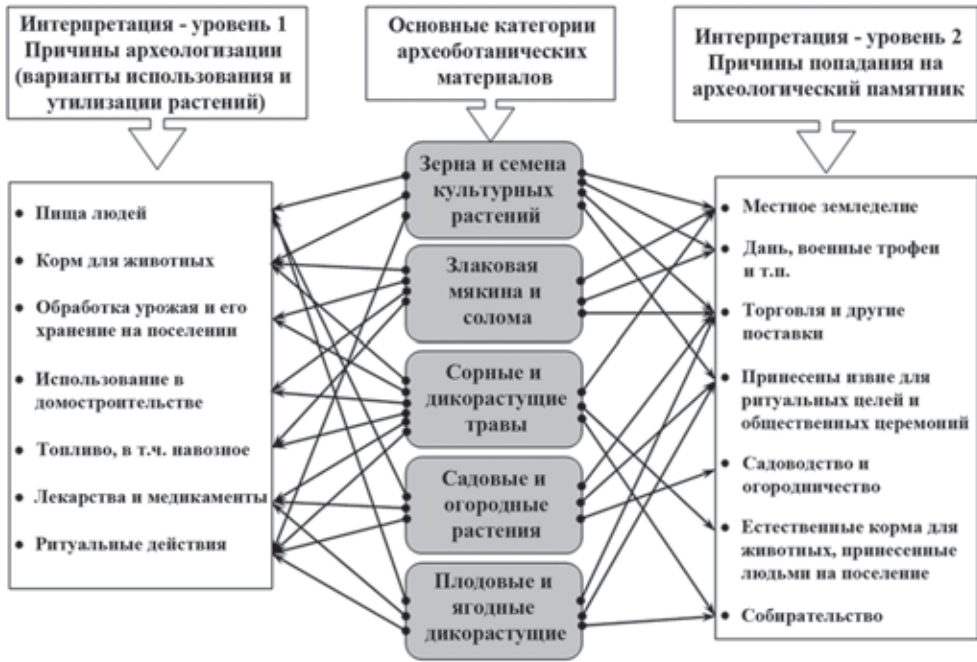 Интерпретация - уровень 1
Причины археологизации
(варианты использования и
утилизации растений)
Основные категории
археоботанических
материалов
Интерпретация - уровень 2
Причины попадания на
археологический памятник
• Пища людей
• Корм для животных
• Обработка урожая и его
хранение на поселении
• Использование в
домостроительстве
• Топливо, в т.ч. навозное
• Лекарства и медикаменты
• Ритуальные действия
Зерна и семена
культурных
растений
Злаковая
мякина и
солома
Сорные и
дикорастущие
травы
Садовые и
огородные
растения
Плодовые и
ягодные
дикорастущие
• Местное земледелие
• Дань, военные трофеи
и т.п.
• Торговля и другие
поставки
• Принесены извне для
ритуальных целей и
общественных церемоний
• Садоводство и
огородничество
• Естественные корма для
животных, принесенные
людьми на поселение
• Собирательство